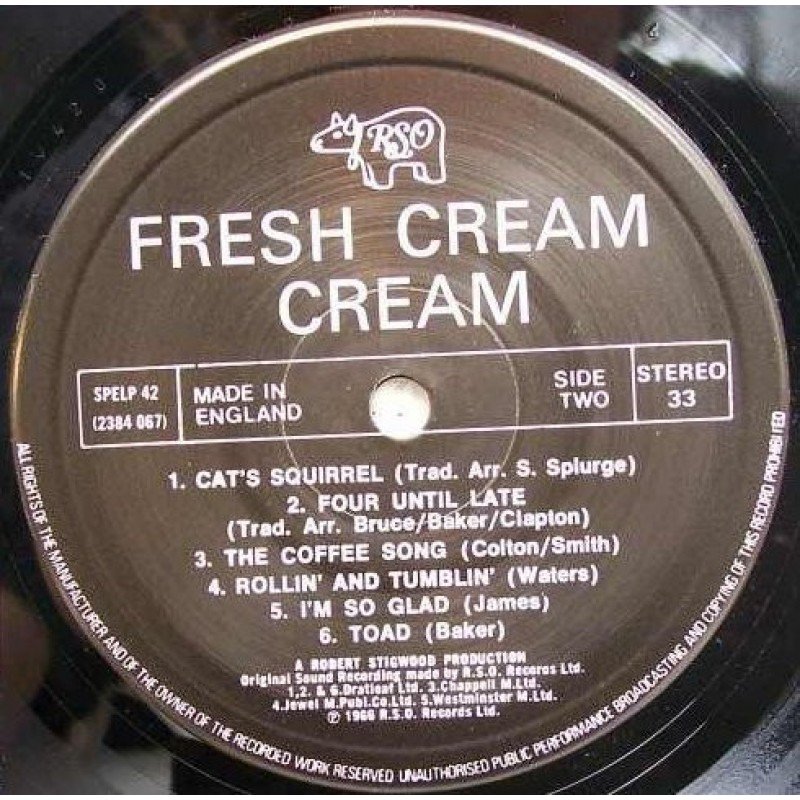 RSO
FRESH CREAM
CREAM
SPELP 42
(2384 067)
MADE IN
ENGLAND
SIDE
TWO
STEREO
33
1. CAT'S SQUIRREL (Trad. Arr. S. Splurge)
2. FOUR UNTIL LATE
(Trad. Arr. Bruce/Baker/Clapton)
3. THE COFFEE SONG (Colton/Smith)
4. ROLLIN' AND TUMBLIN' (Waters)
5. I'M SO GLAD (James)
6. TOAD (Baker)
A ROBERT STIGWOOD PRODUCTION
Original Sound Recording made by R.S.O. Records Ltd.
1.2. & 6.Dratleaf Ltd. 3.Chappell M.Ltd.
4.Jewel M.Publ.Co.Ltd. 5.Westminster M.Ltd.
℗ 1966 R.S.O. Records Ltd.
ALL RIGHTS OF THE MANUFACTURER AND OF THE OWNER OF THE RECORDED WORK RESERVED UNAUTHORISED PUBLIC PERFORMANCE BROADCASTING AND COPYING OF THIS RECORD PROHIBITED